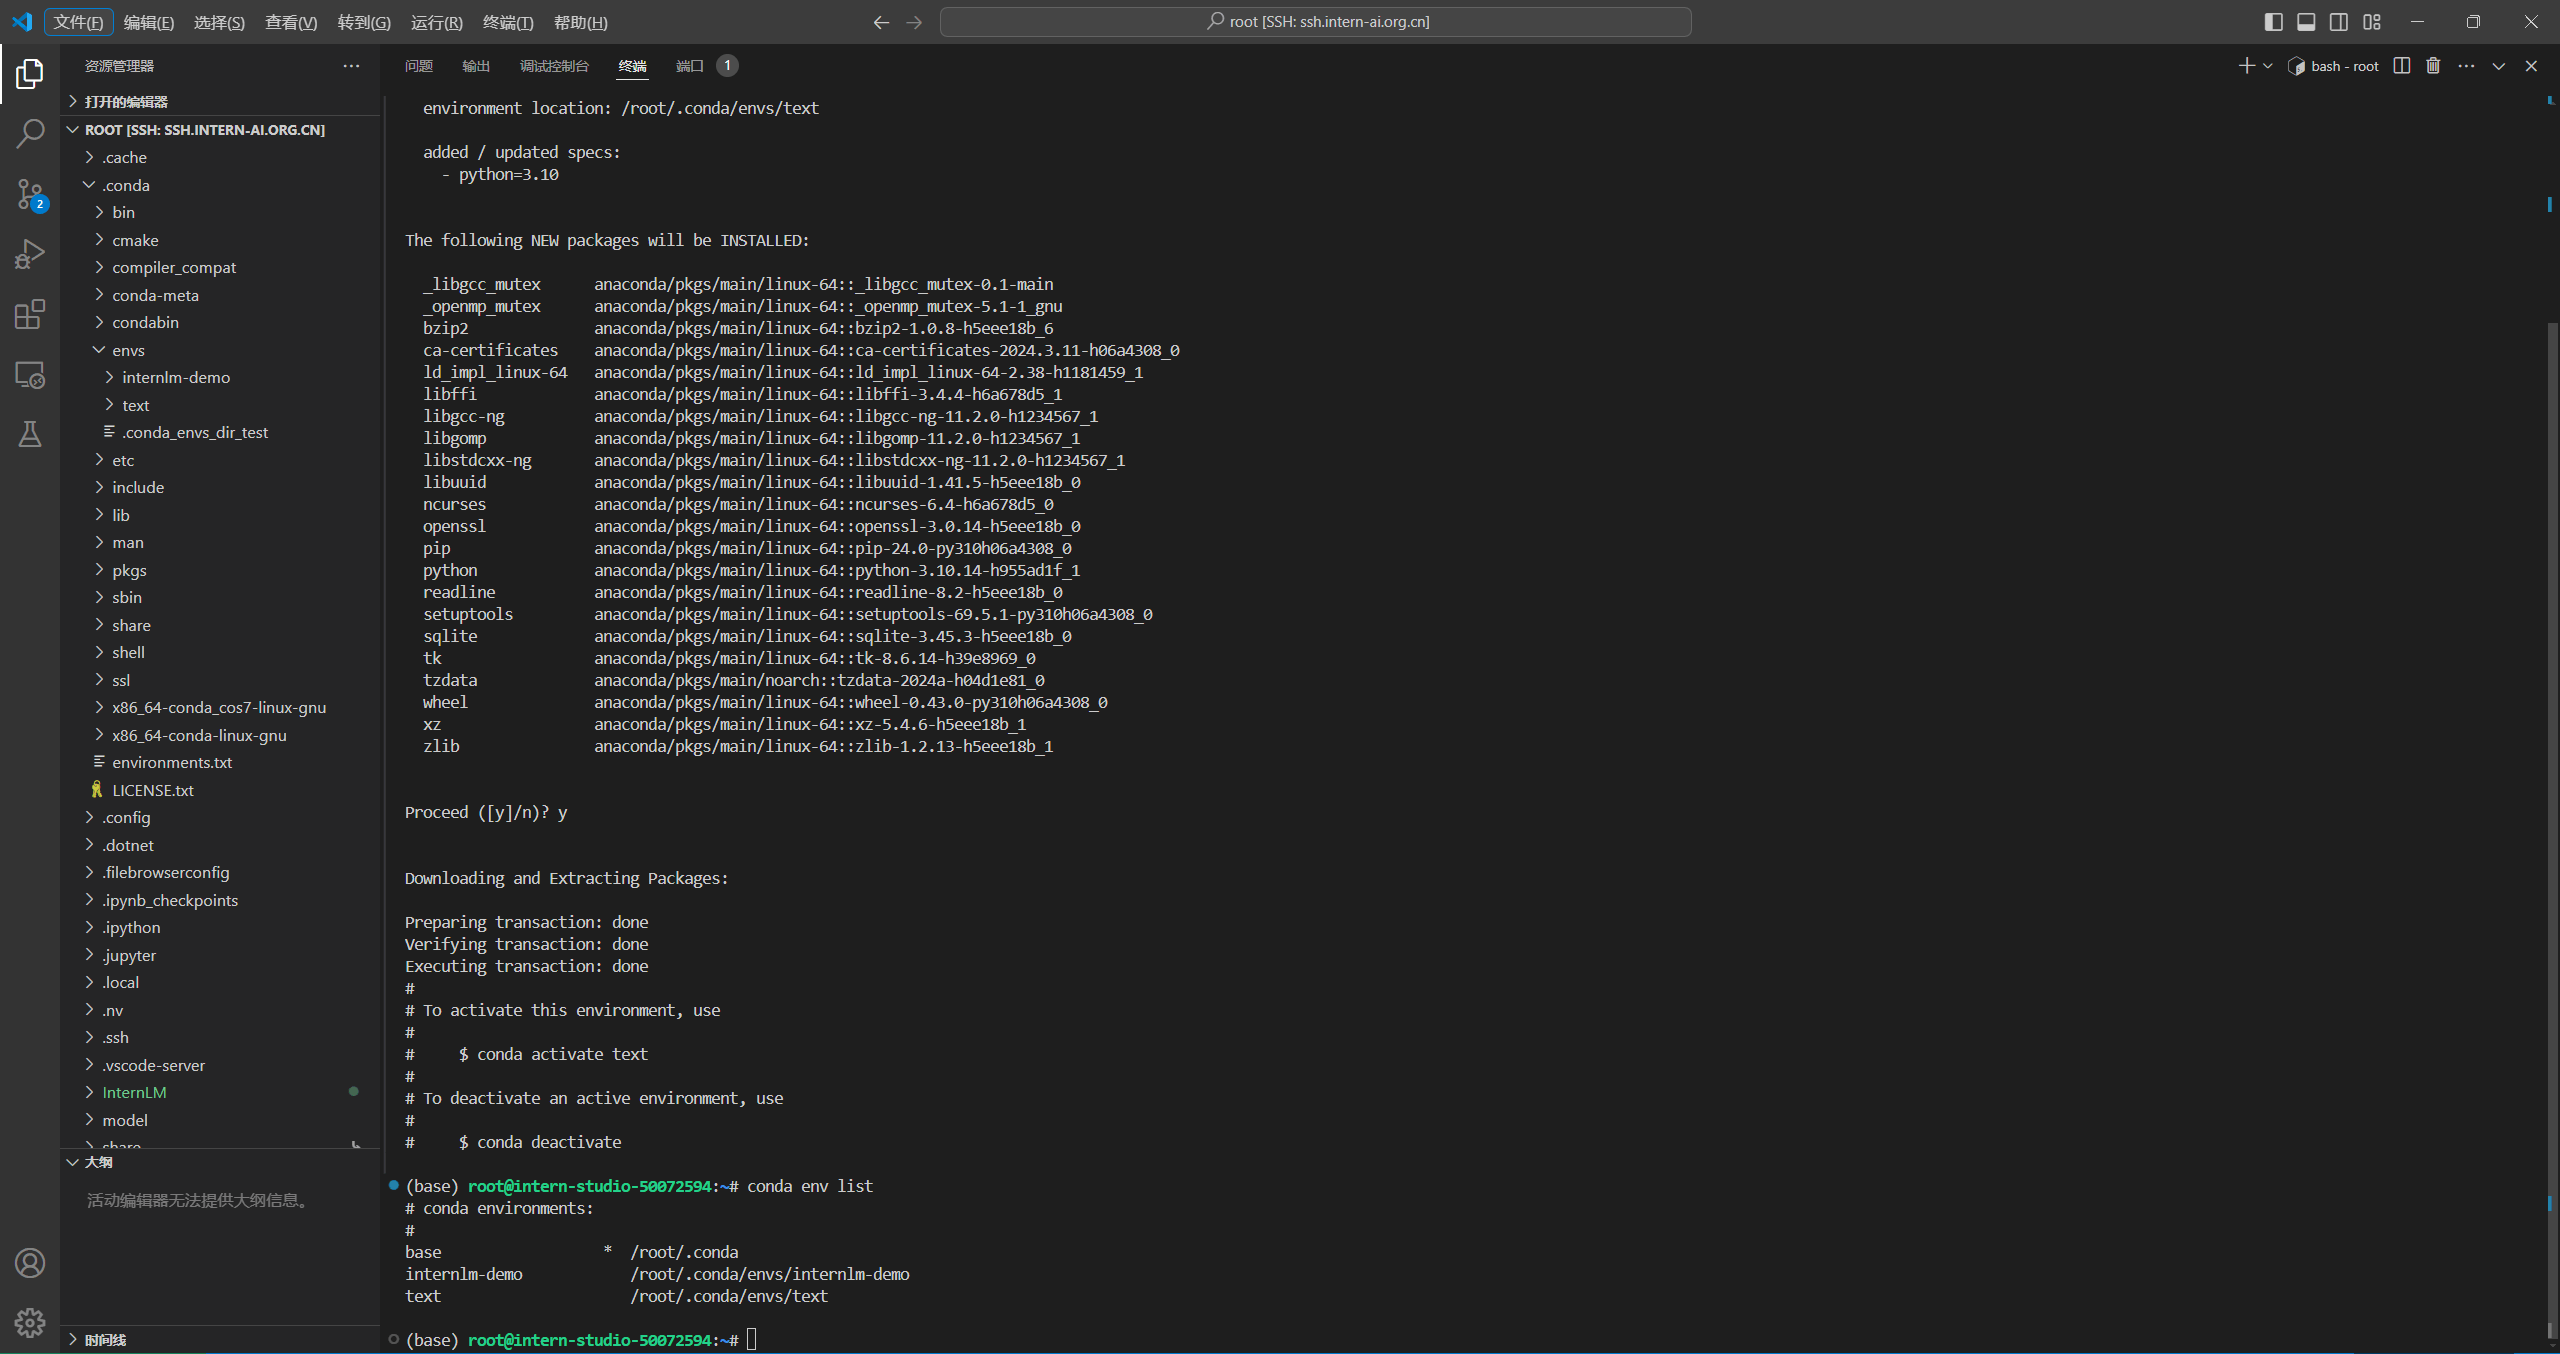 文件(F) 编辑(E) 选择(S) 查看(V) 转到(G) 运行(R) 终端(T) 帮助(H)
root [SSH: ssh.intern-ai.org.cn]
资源管理器
打开的编辑器
ROOT [SSH: SSH.INTERN-AI.ORG.CN]
.cache
.conda
bin
cmake
compiler_compat
conda-meta
condabin
envs
internlm-demo
text
.conda_envs_dir_test
etc
include
lib
man
pkgs
sbin
share
shell
ssl
x86_64-conda_cos7-linux-gnu
x86_64-conda-linux-gnu
environments.txt
LICENSE.txt
.config
.dotnet
.filebrowserconfig
.ipynb_checkpoints
.ipython
.jupyter
.local
.nv
.ssh
.vscode-server
InternLM
model
share
大纲
活动编辑器无法提供大纲信息。
时间线
2
问题 输出 调试控制台 终端 端口 1
bash - root
environment location: /root/.conda/envs/text
added / updated specs:
- python=3.10
The following NEW packages will be INSTALLED:
_libgcc_mutex anaconda/pkgs/main/linux-64::_libgcc_mutex-0.1-main
_openmp_mutex anaconda/pkgs/main/linux-64::_openmp_mutex-5.1-1_gnu
bzip2 anaconda/pkgs/main/linux-64::bzip2-1.0.8-h5eee18b_6
ca-certificates anaconda/pkgs/main/linux-64::ca-certificates-2024.3.11-h06a4308_0
ld_impl_linux-64 anaconda/pkgs/main/linux-64::ld_impl_linux-64-2.38-h1181459_1
libffi anaconda/pkgs/main/linux-64::libffi-3.4.4-h6a678d5_1
libgcc-ng anaconda/pkgs/main/linux-64::libgcc-ng-11.2.0-h1234567_1
libgomp anaconda/pkgs/main/linux-64::libgomp-11.2.0-h1234567_1
libstdcxx-ng anaconda/pkgs/main/linux-64::libstdcxx-ng-11.2.0-h1234567_1
libuuid anaconda/pkgs/main/linux-64::libuuid-1.41.5-h5eee18b_0
ncurses anaconda/pkgs/main/linux-64::ncurses-6.4-h6a678d5_0
openssl anaconda/pkgs/main/linux-64::openssl-3.0.14-h5eee18b_0
pip anaconda/pkgs/main/linux-64::pip-24.0-py310h06a4308_0
python anaconda/pkgs/main/linux-64::python-3.10.14-h955ad1f_1
readline anaconda/pkgs/main/linux-64::readline-8.2-h5eee18b_0
setuptools anaconda/pkgs/main/linux-64::setuptools-69.5.1-py310h06a4308_0
sqlite anaconda/pkgs/main/linux-64::sqlite-3.45.3-h5eee18b_0
tk anaconda/pkgs/main/linux-64::tk-8.6.14-h39e8969_0
tzdata anaconda/pkgs/main/noarch::tzdata-2024a-h04d1e81_0
wheel anaconda/pkgs/main/linux-64::wheel-0.43.0-py310h06a4308_0
xz anaconda/pkgs/main/linux-64::xz-5.4.6-h5eee18b_1
zlib anaconda/pkgs/main/linux-64::zlib-1.2.13-h5eee18b_1
Proceed ([y]/n)? y
Downloading and Extracting Packages:
Preparing transaction: done
Verifying transaction: done
Executing transaction: done
#
# To activate this environment, use
#
# $ conda activate text
#
# To deactivate an active environment, use
#
# $ conda deactivate
(base) root@intern-studio-50072594:~# conda env list
# conda environments:
#
base * /root/.conda
internlm-demo /root/.conda/envs/internlm-demo
text /root/.conda/envs/text
(base) root@intern-studio-50072594:~#